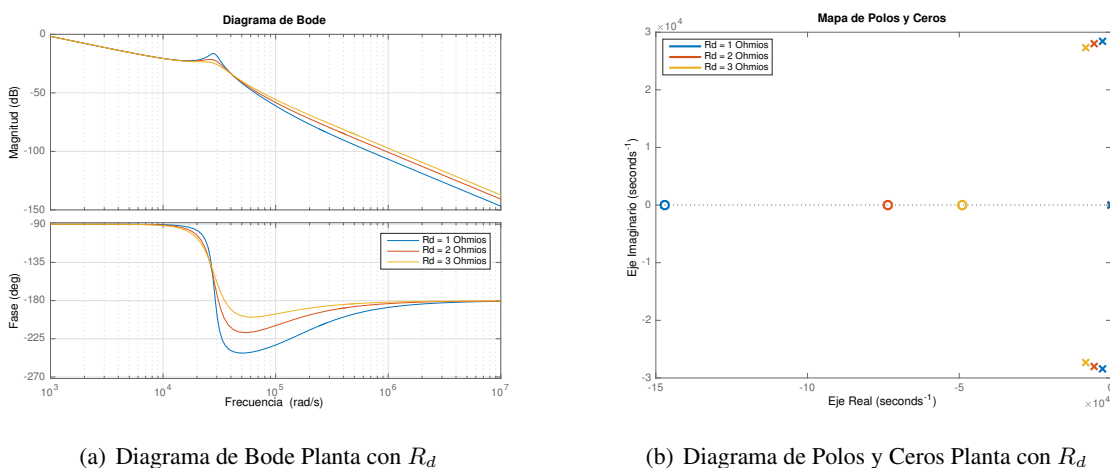 Diagrama de Bode
Magnitud (dB)
0
-50
-100
-150
Fase (deg)
-90
-135
-180
-225
-270
Rd = 1 Ohmios
Rd = 2 Ohmios
Rd = 3 Ohmios
10^3
10^4
10^5
10^6
10^7
Frecuencia (rad/s)
(a) Diagrama de Bode Planta con R_d
Mapa de Polos y Ceros
×10^4
Eje Imaginario (seconds^-1)
3
2
1
0
-1
-2
-3
Rd = 1 Ohmios
Rd = 2 Ohmios
Rd = 3 Ohmios
-15
-10
-5
0
×10^4
Eje Real (seconds^-1)
(b) Diagrama de Polos y Ceros Planta con R_d